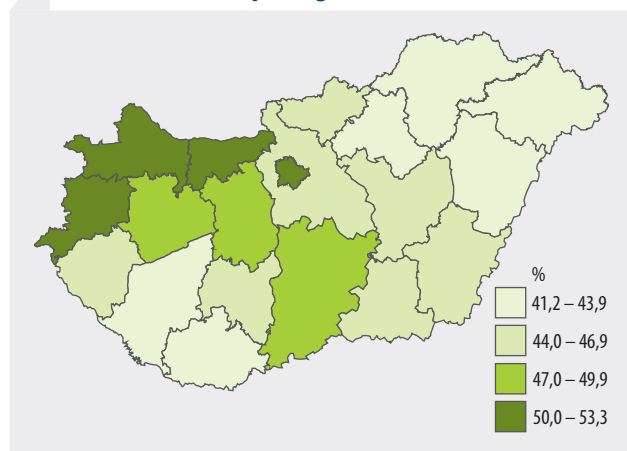 %
41,2 – 43,9
44,0 – 46,9
47,0 – 49,9
50,0 – 53,3